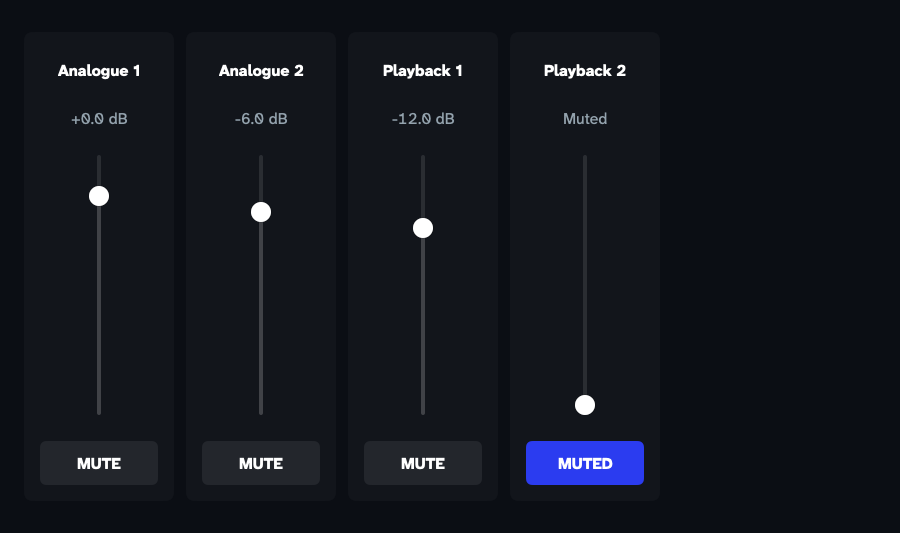 Analogue 1
+0.0 dB
MUTE
Analogue 2
-6.0 dB
MUTE
Playback 1
-12.0 dB
MUTE
Playback 2
Muted
MUTED